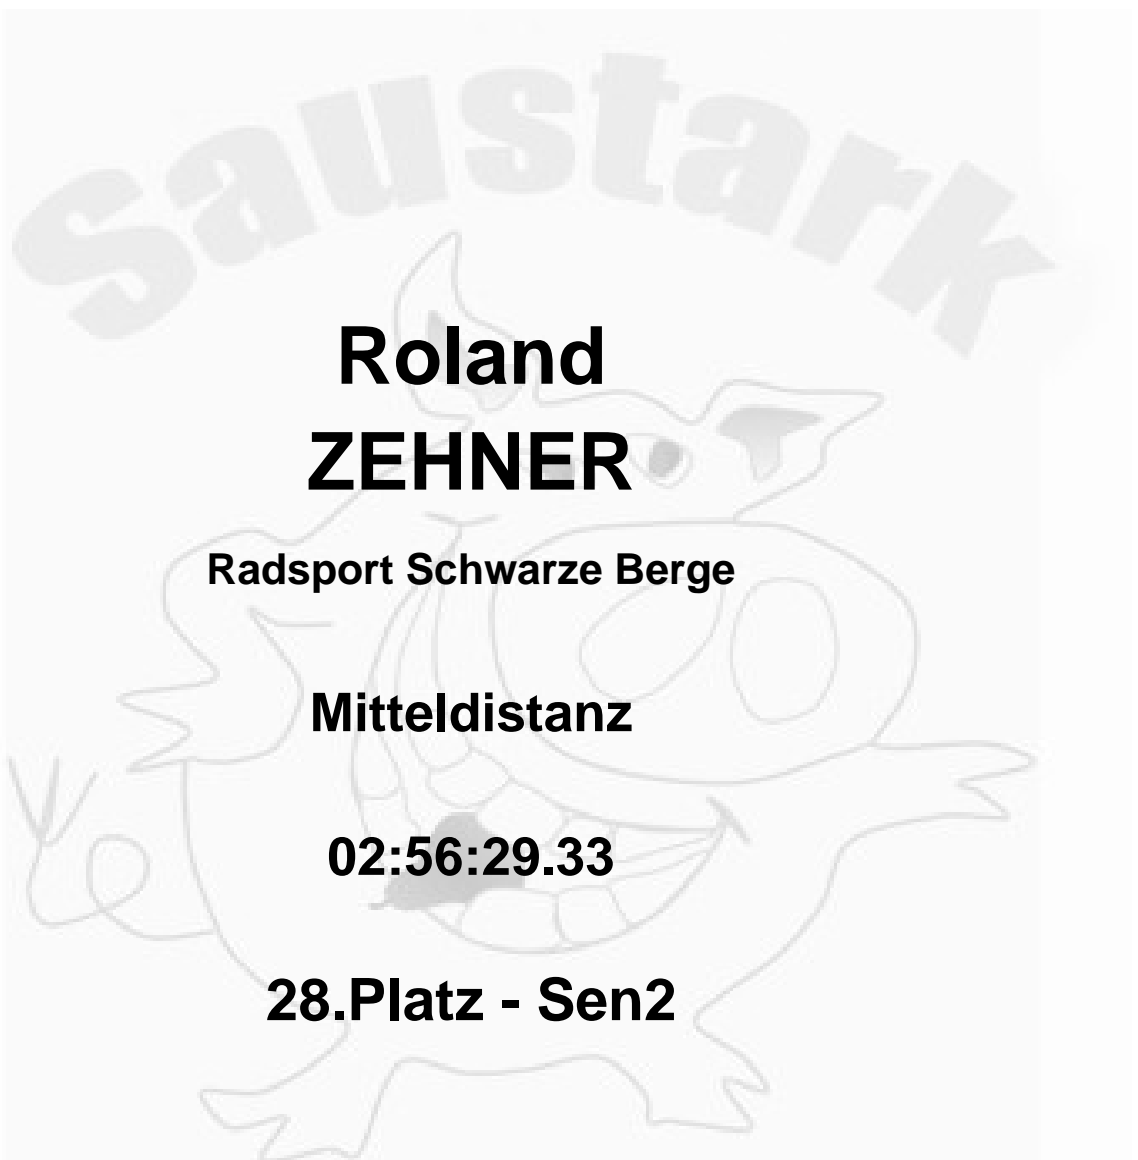 Saustark
Roland
ZEHNER
Radsport Schwarze Berge
Mitteldistanz
02:56:29.33
28.Platz - Sen2